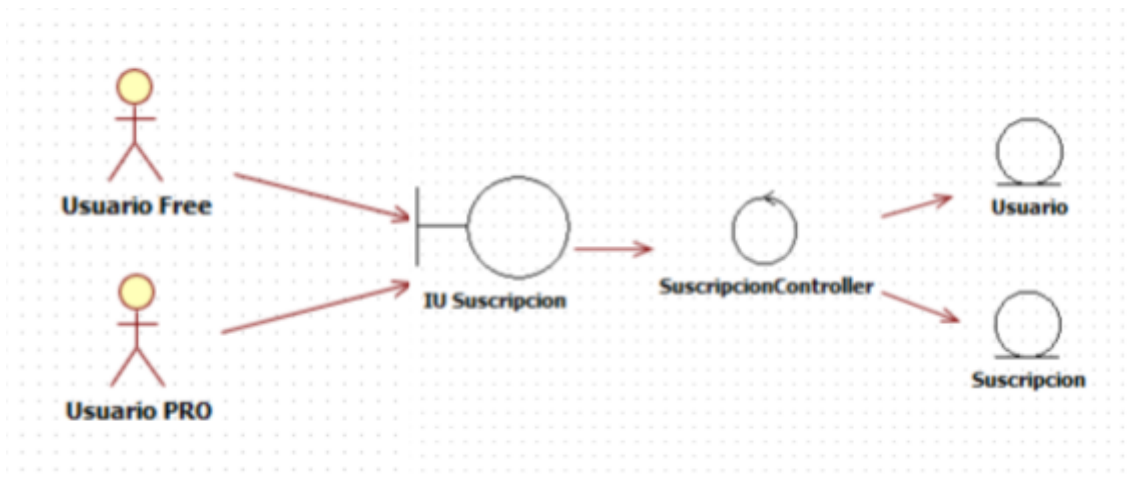 Usuario Free
Usuario PRO
IU Suscripcion
SuscripcionController
Usuario
Suscripcion